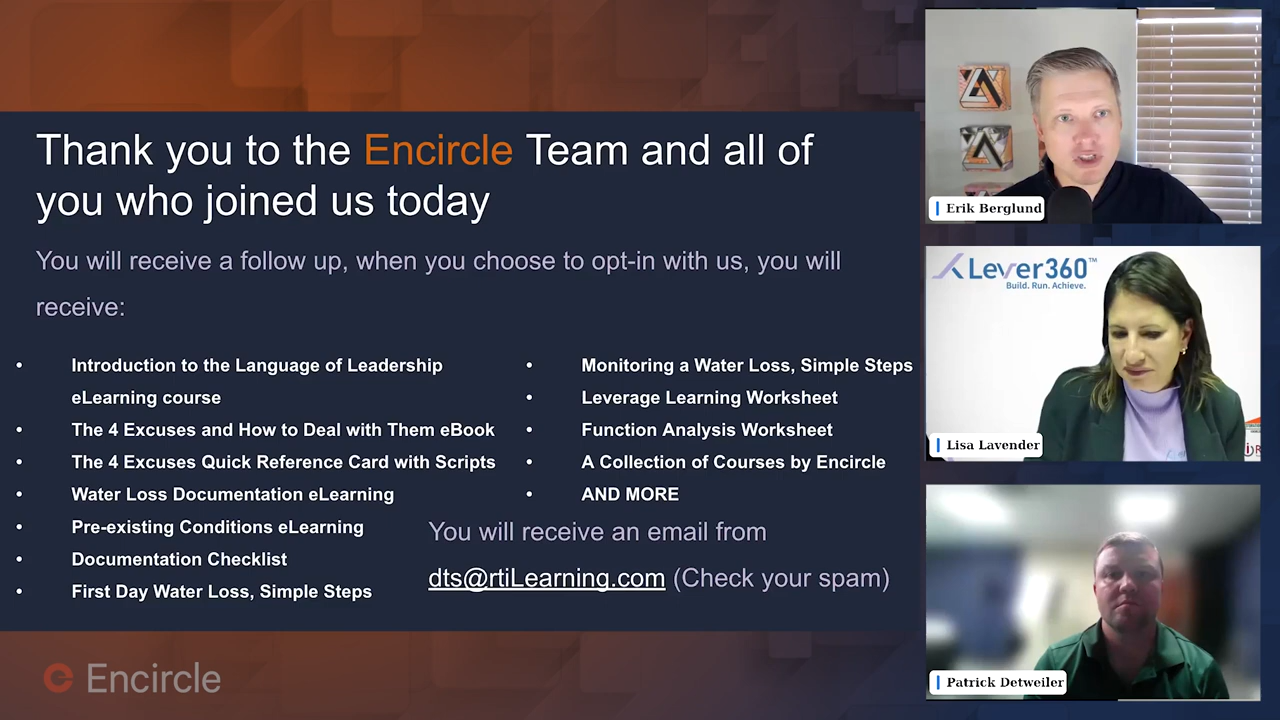 Thank you to the Encircle Team and all of
you who joined us today
You will receive a follow up, when you choose to opt-in with us, you will
receive:
• Introduction to the Language of Leadership
eLearning course
• The 4 Excuses and How to Deal with Them eBook
• The 4 Excuses Quick Reference Card with Scripts
• Water Loss Documentation eLearning
• Pre-existing Conditions eLearning
• Documentation Checklist
• First Day Water Loss, Simple Steps
• Monitoring a Water Loss, Simple Steps
• Leverage Learning Worksheet
• Function Analysis Worksheet
• A Collection of Courses by Encircle
• AND MORE
You will receive an email from
dts@rtiLearning.com (Check your spam)
Encircle
Erik Berglund
Lever360™
Build. Run. Achieve.
Lisa Lavender
Patrick Detweiler